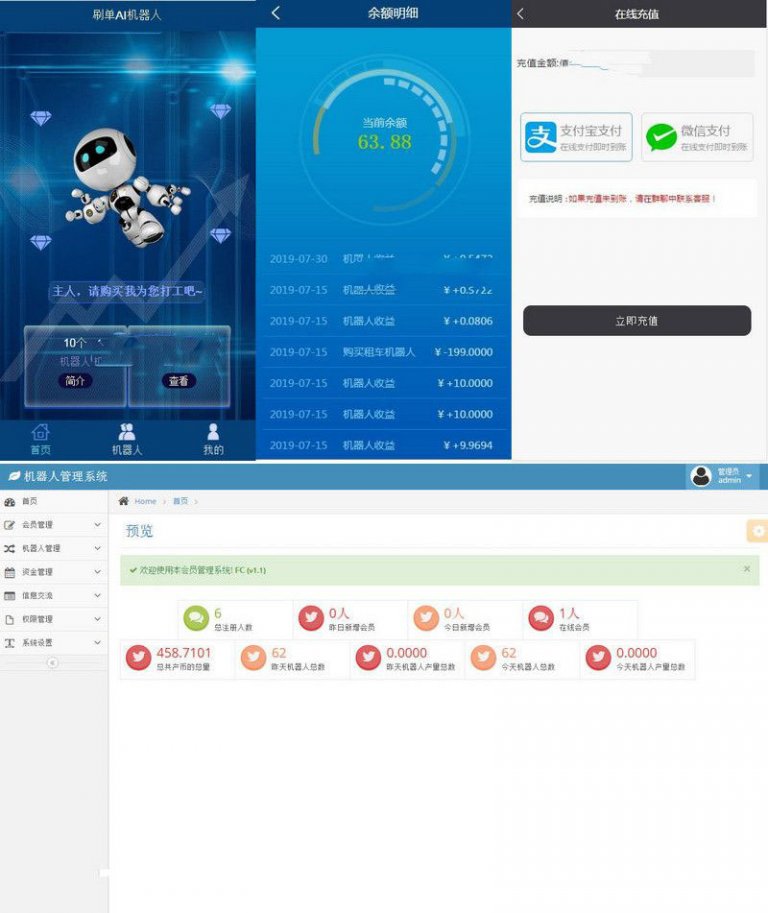 刷单AI机器人
主人，请购买我为您打工吧~
10个
机器人
简介
查看
首页
机器人
我的
余额明细
当前余额
63.88
2019-07-30
2019-07-15 机器人收益
2019-07-15 机器人收益 ¥ +0.0806
2019-07-15 购买租车机器人 ¥ -199.0000
2019-07-15 机器人收益 ¥ +10.0000
2019-07-15 机器人收益 ¥ +10.0000
2019-07-15 机器人收益 ¥ +9.9694
在线充值
充值金额:
支付宝支付
在线支付即时到账
微信支付
在线支付即时到账
充值说明：如果充值未到账，请在群聊中联系客服！
立即充值
机器人管理系统
管理员
admin
首页
会员管理
机器人管理
资金管理
信息交流
权限管理
系统设置
Home > 首页 >
预览
欢迎使用本会员管理系统! FC (v1.1)
6
总注册人数
0人
昨日新增会员
0人
今日新增会员
1人
在线会员
458.7101
总共产币的总量
62
昨天机器人总数
0.0000
昨天机器人产量总数
62
今天机器人总数
0.0000
今天机器人产量总数